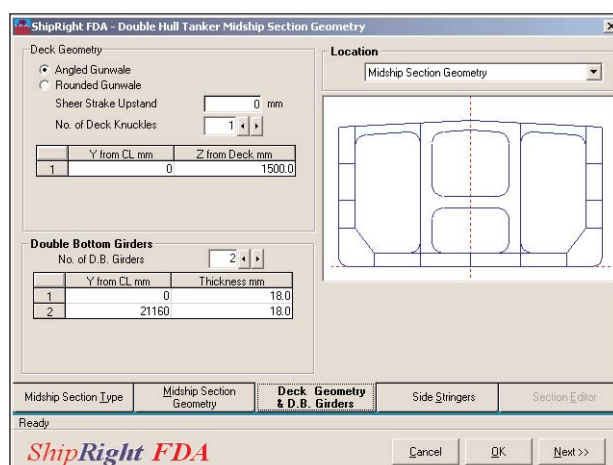 ShipRight FDA - Double Hull Tanker Midship Section Geometry
Deck Geometry
Angled Gunwale
Rounded Gunwale
Sheer Strake Upstand 0 mm
No. of Deck Knuckles 1
Y from CL mm Z from Deck mm
1 0 1500.0
Double Bottom Girders
No. of D.B. Girders 2
Y from CL mm Thickness mm
1 0 18.0
2 21160 18.0
Location
Midship Section Geometry
Midship Section Type
Midship Section
Geometry
Deck Geometry
& D.B. Girders
Side Stringers
Section Editor
Ready
ShipRight FDA
Cancel
OK
Next >>